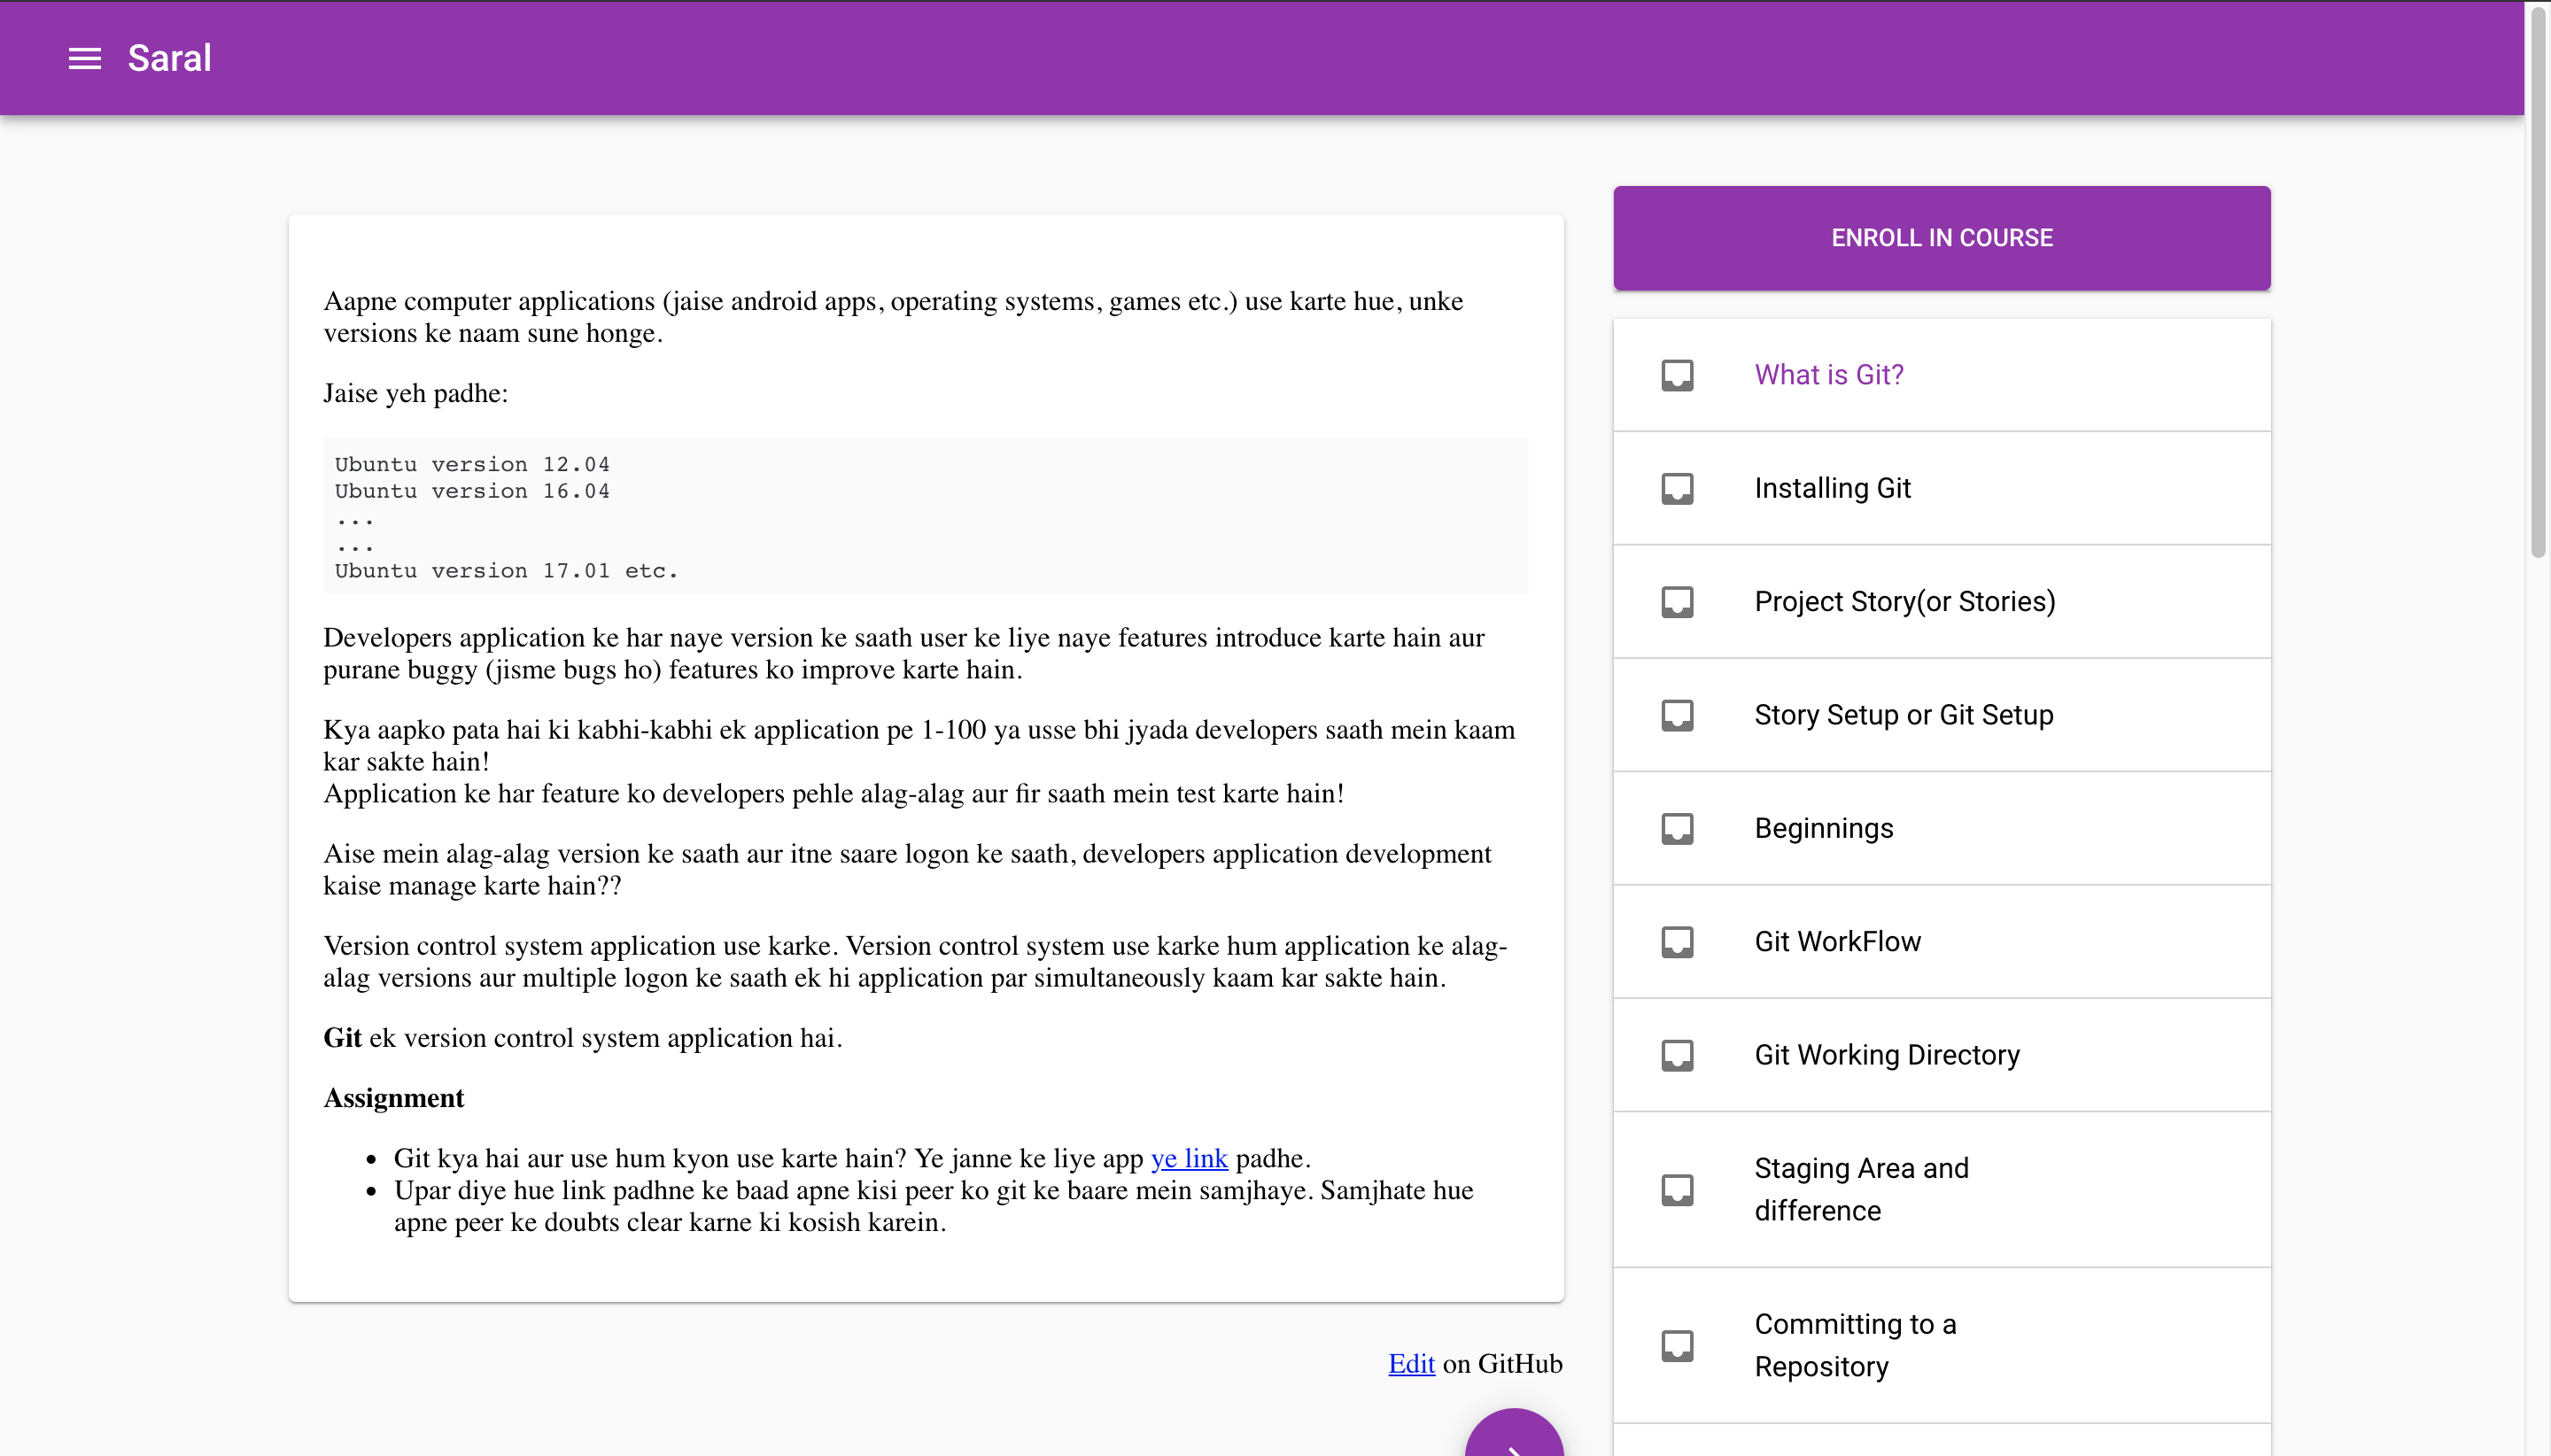 Saral
Aapne computer applications (jaise android apps, operating systems, games etc.) use karte hue, unke
versions ke naam sune honge.
Jaise yeh padhe:
Ubuntu version 12.04
Ubuntu version 16.04
...
...
Ubuntu version 17.01 etc.
Developers application ke har naye version ke saath user ke liye naye features introduce karte hain aur
purane buggy (jisme bugs ho) features ko improve karte hain.
Kya aapko pata hai ki kabhi-kabhi ek application pe 1-100 ya usse bhi jyada developers saath mein kaam
kar sakte hain!
Application ke har feature ko developers pehle alag-alag aur fir saath mein test karte hain!
Aise mein alag-alag version ke saath aur itne saare logon ke saath, developers application development
kaise manage karte hain??
Version control system application use karke. Version control system use karke hum application ke alag-
alag versions aur multiple logon ke saath ek hi application par simultaneously kaam kar sakte hain.
Git ek version control system application hai.
Assignment
• Git kya hai aur use hum kyon use karte hain? Ye janne ke liye app ye link padhe.
• Upar diye hue link padhne ke baad apne kisi peer ko git ke baare mein samjhaye. Samjhate hue
apne peer ke doubts clear karne ki kosish karein.
Edit on GitHub
ENROLL IN COURSE
What is Git?
Installing Git
Project Story(or Stories)
Story Setup or Git Setup
Beginnings
Git WorkFlow
Git Working Directory
Staging Area and
difference
Committing to a
Repository